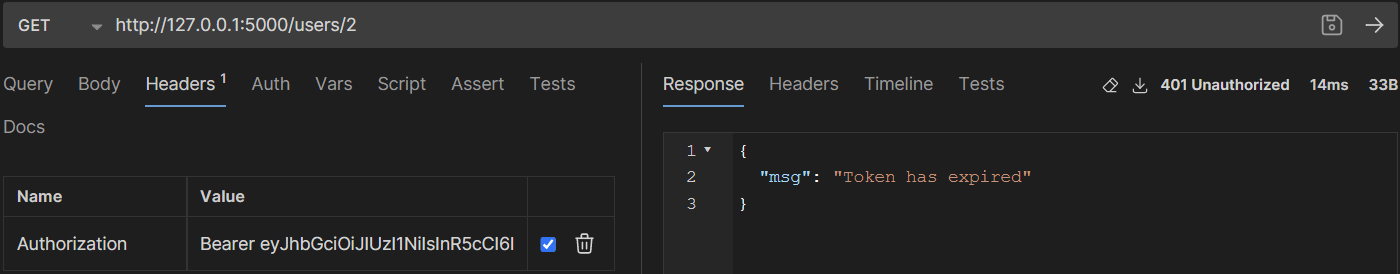 GET http://127.0.0.1:5000/users/2
Query Body Headers 1 Auth Vars Script Assert Tests
Docs
Name Value
Authorization Bearer eyJhbGciOiJIUzI1NiIsInR5cCI6I
Response Headers Timeline Tests 401 Unauthorized 14ms 33B
1 {
2 "msg": "Token has expired"
3 }